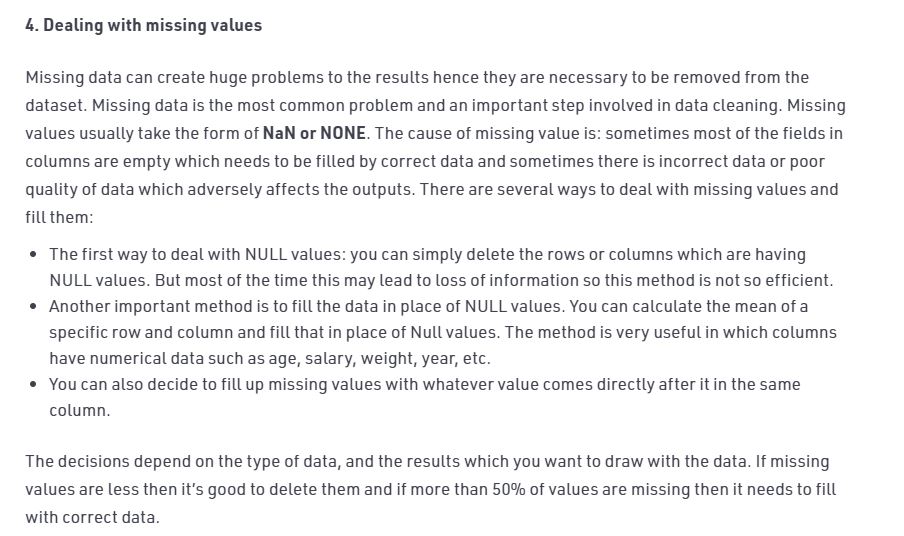 4. Dealing with missing values
Missing data can create huge problems to the results hence they are necessary to be removed from the
dataset. Missing data is the most common problem and an important step involved in data cleaning. Missing
values usually take the form of NaN or NONE. The cause of missing value is: sometimes most of the fields in
columns are empty which needs to be filled by correct data and sometimes there is incorrect data or poor
quality of data which adversely affects the outputs. There are several ways to deal with missing values and
fill them:
• The first way to deal with NULL values: you can simply delete the rows or columns which are having
NULL values. But most of the time this may lead to loss of information so this method is not so efficient.
• Another important method is to fill the data in place of NULL values. You can calculate the mean of a
specific row and column and fill that in place of Null values. The method is very useful in which columns
have numerical data such as age, salary, weight, year, etc.
• You can also decide to fill up missing values with whatever value comes directly after it in the same
column.
The decisions depend on the type of data, and the results which you want to draw with the data. If missing
values are less then it's good to delete them and if more than 50% of values are missing then it needs to fill
with correct data.